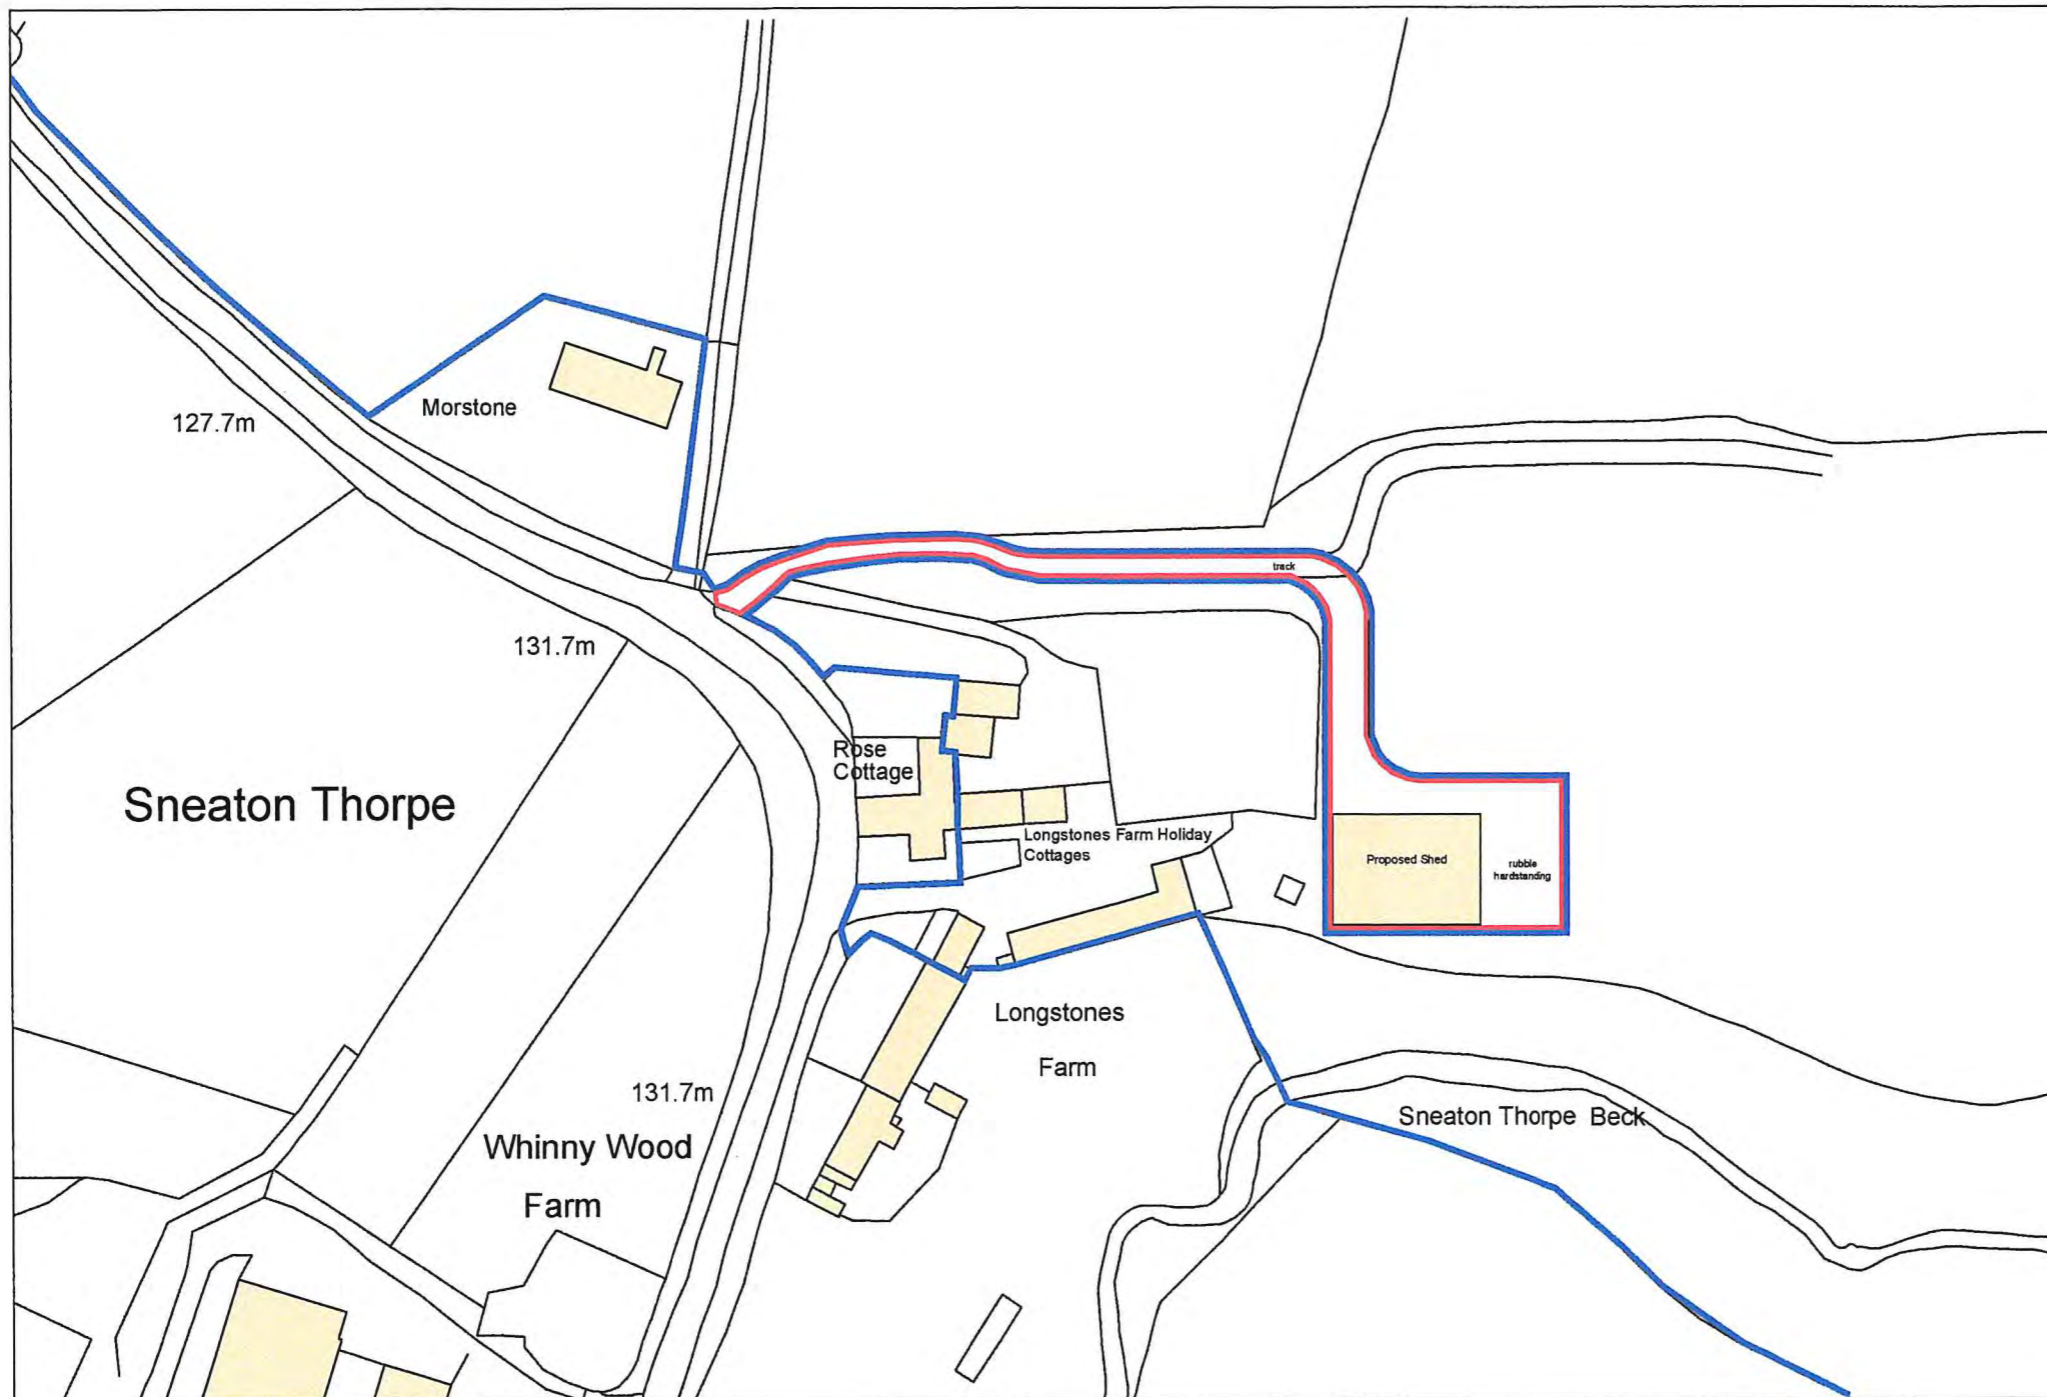 Morstone
127.7m
track
131.7m
Rose
Cottage
Sneaton Thorpe
Longstones Farm Holiday
Cottages
Proposed Shed
rubble
hardstanding
Longstones
Farm
131.7m
Sneaton Thorpe Beck
Whinny Wood
Farm